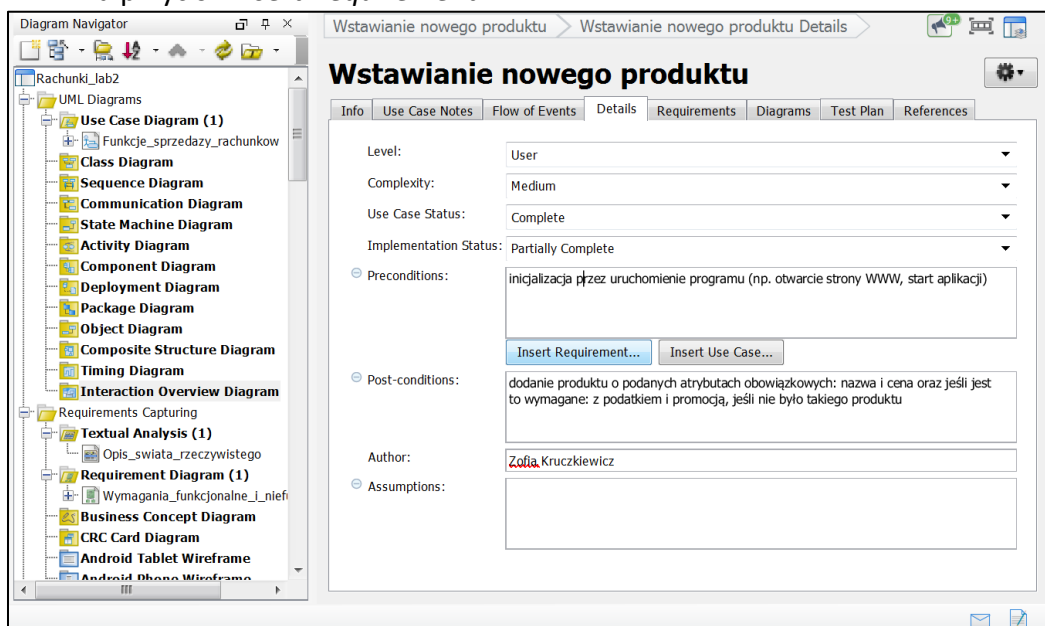 Diagram Navigator
Rachunki_lab2
UML Diagrams
Use Case Diagram (1)
Funkcje_sprzedazy_rachunkow
Class Diagram
Sequence Diagram
Communication Diagram
State Machine Diagram
Activity Diagram
Component Diagram
Deployment Diagram
Package Diagram
Object Diagram
Composite Structure Diagram
Timing Diagram
Interaction Overview Diagram
Requirements Capturing
Textual Analysis (1)
Opis_swiata_rzeczywistego
Requirement Diagram (1)
Wymagania_funkcjonalne_i_nief
Business Concept Diagram
CRC Card Diagram
Android Tablet Wireframe
Android Phone Wireframe
Wstawianie nowego produktu
Wstawianie nowego produktu Details
9+
Wstawianie nowego produktu
Info Use Case Notes Flow of Events Details Requirements Diagrams Test Plan References
Level: User
Complexity: Medium
Use Case Status: Complete
Implementation Status: Partially Complete
Preconditions: inicjalizacja przez uruchomienie programu (np. otwarcie strony WWW, start aplikacji)
Insert Requirement... Insert Use Case...
Post-conditions: dodanie produktu o podanych atrybutach obowiązkowych: nazwa i cena oraz jeśli jest
to wymagane: z podatkiem i promocją, jeśli nie było takiego produktu
Author: Zofia Kruczkiewicz
Assumptions: